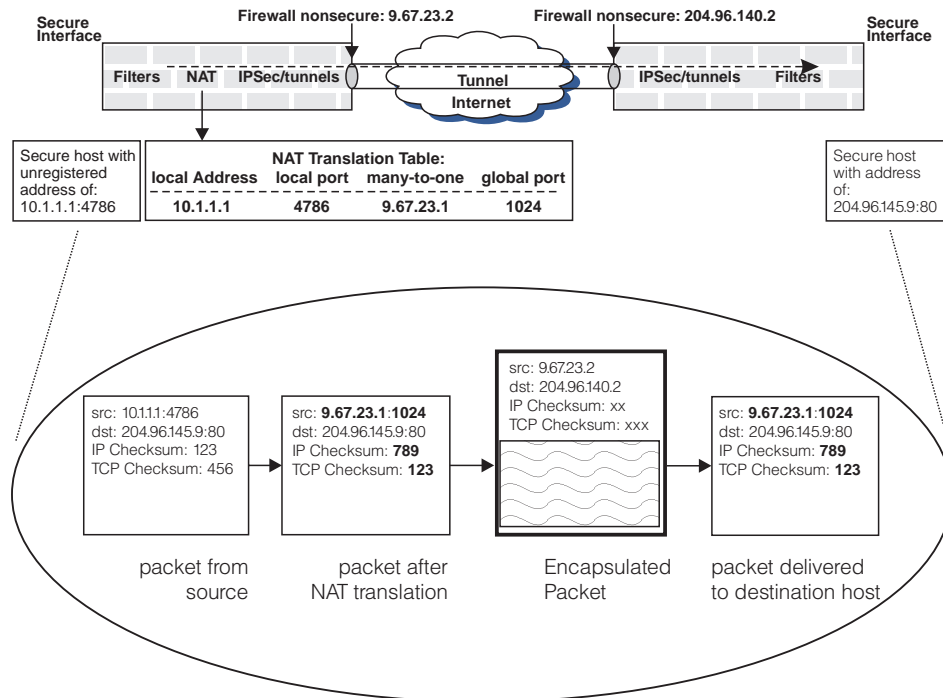 Firewall nonsecure: 9.67.23.2
Firewall nonsecure: 204.96.140.2
Secure
Interface
Secure
Interface
Filters NAT IPSec/tunnels
Tunnel
Internet
IPSec/tunnels Filters
Secure host with
unregistered
address of:
10.1.1.1:4786
NAT Translation Table:
local Address local port many-to-one global port
10.1.1.1 4786 9.67.23.1 1024
Secure host
with address
of:
204.96.145.9:80
src: 10.1.1.1:4786
dst: 204.96.145.9:80
IP Checksum: 123
TCP Checksum: 456
src: 9.67.23.1:1024
dst: 204.96.145.9:80
IP Checksum: 789
TCP Checksum: 123
src: 9.67.23.2
dst: 204.96.140.2
IP Checksum: xx
TCP Checksum: xxx
src: 9.67.23.1:1024
dst: 204.96.145.9:80
IP Checksum: 789
TCP Checksum: 123
packet from
source
packet after
NAT translation
Encapsulated
Packet
packet delivered
to destination host